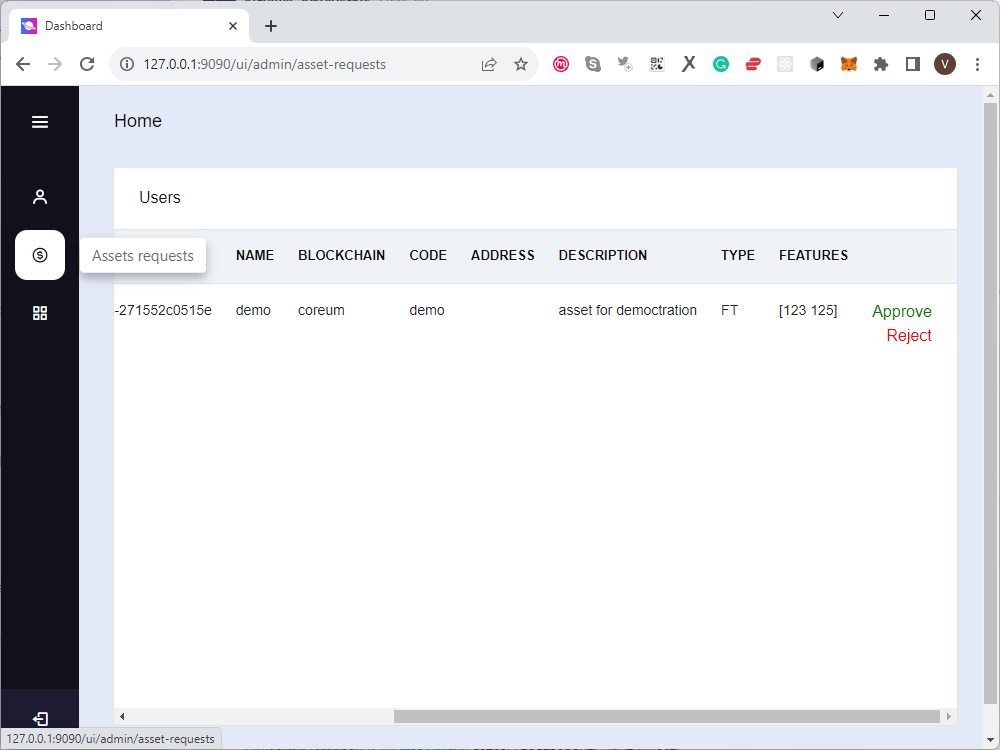 Dashboard
127.0.0.1:9090/ui/admin/asset-requests
V
Home
Users
Assets requests
NAME BLOCKCHAIN CODE ADDRESS DESCRIPTION TYPE FEATURES
-271552c0515e demo coreum demo asset for democtration FT [123 125] Approve
Reject
127.0.0.1:9090/ui/admin/asset-requests